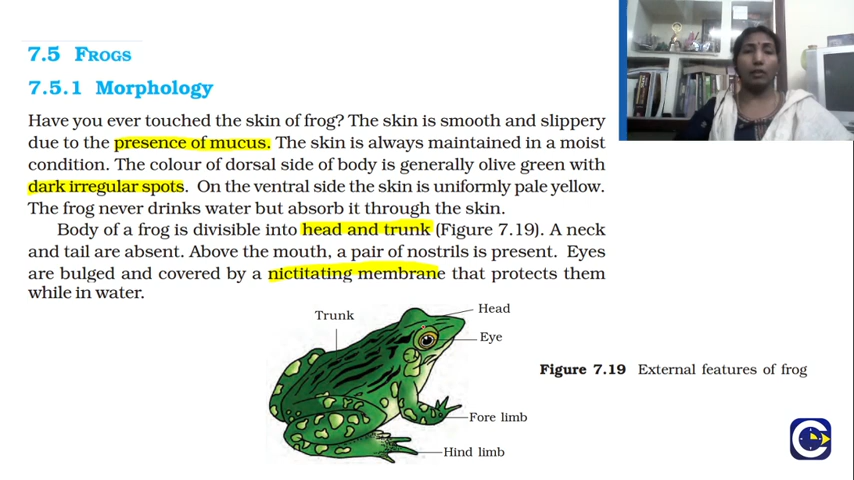 7.5 FROGS
7.5.1 Morphology
Have you ever touched the skin of frog? The skin is smooth and slippery
due to the presence of mucus. The skin is always maintained in a moist
condition. The colour of dorsal side of body is generally olive green with
dark irregular spots. On the ventral side the skin is uniformly pale yellow.
The frog never drinks water but absorb it through the skin.
Body of a frog is divisible into head and trunk (Figure 7.19). A neck
and tail are absent. Above the mouth, a pair of nostrils is present. Eyes
are bulged and covered by a nictitating membrane that protects them
while in water.
Trunk
Head
Eye
Fore limb
Hind limb
Figure 7.19 External features of frog